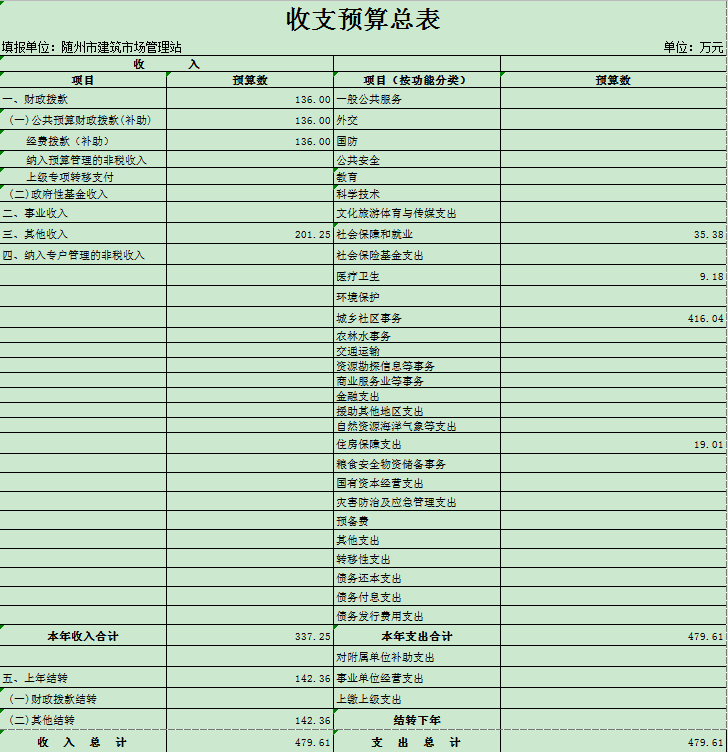 收支预算总表
填报单位：随州市建筑市场管理站 单位：万元
收 入
项目 预算数 项目（按功能分类） 预算数
一、财政拨款 136.00 一般公共服务
(一)公共预算财政拨款(补助) 136.00 外交
经费拨款（补助） 136.00 国防
纳入预算管理的非税收入 公共安全
上级专项转移支付 教育
(二)政府性基金收入 科学技术
二、事业收入 文化旅游体育与传媒支出
三、其他收入 201.25 社会保障和就业 35.38
四、纳入专户管理的非税收入 社会保险基金支出
医疗卫生 9.18
环境保护
城乡社区事务 416.04
农林水事务
交通运输
资源勘探信息等事务
商业服务业等事务
金融支出
援助其他地区支出
自然资源海洋气象等支出
住房保障支出 19.01
粮食安全物资储备事务
国有资本经营支出
灾害防治及应急管理支出
预备费
其他支出
转移性支出
债务还本支出
债务付息支出
债务发行费用支出
本年收入合计 337.25 本年支出合计 479.61
对附属单位补助支出
五、上年结转 142.36 事业单位经营支出
(一)财政拨款结转 上缴上级支出
(二)其他结转 142.36 结转下年
收 入 总 计 479.61 支 出 总 计 479.61